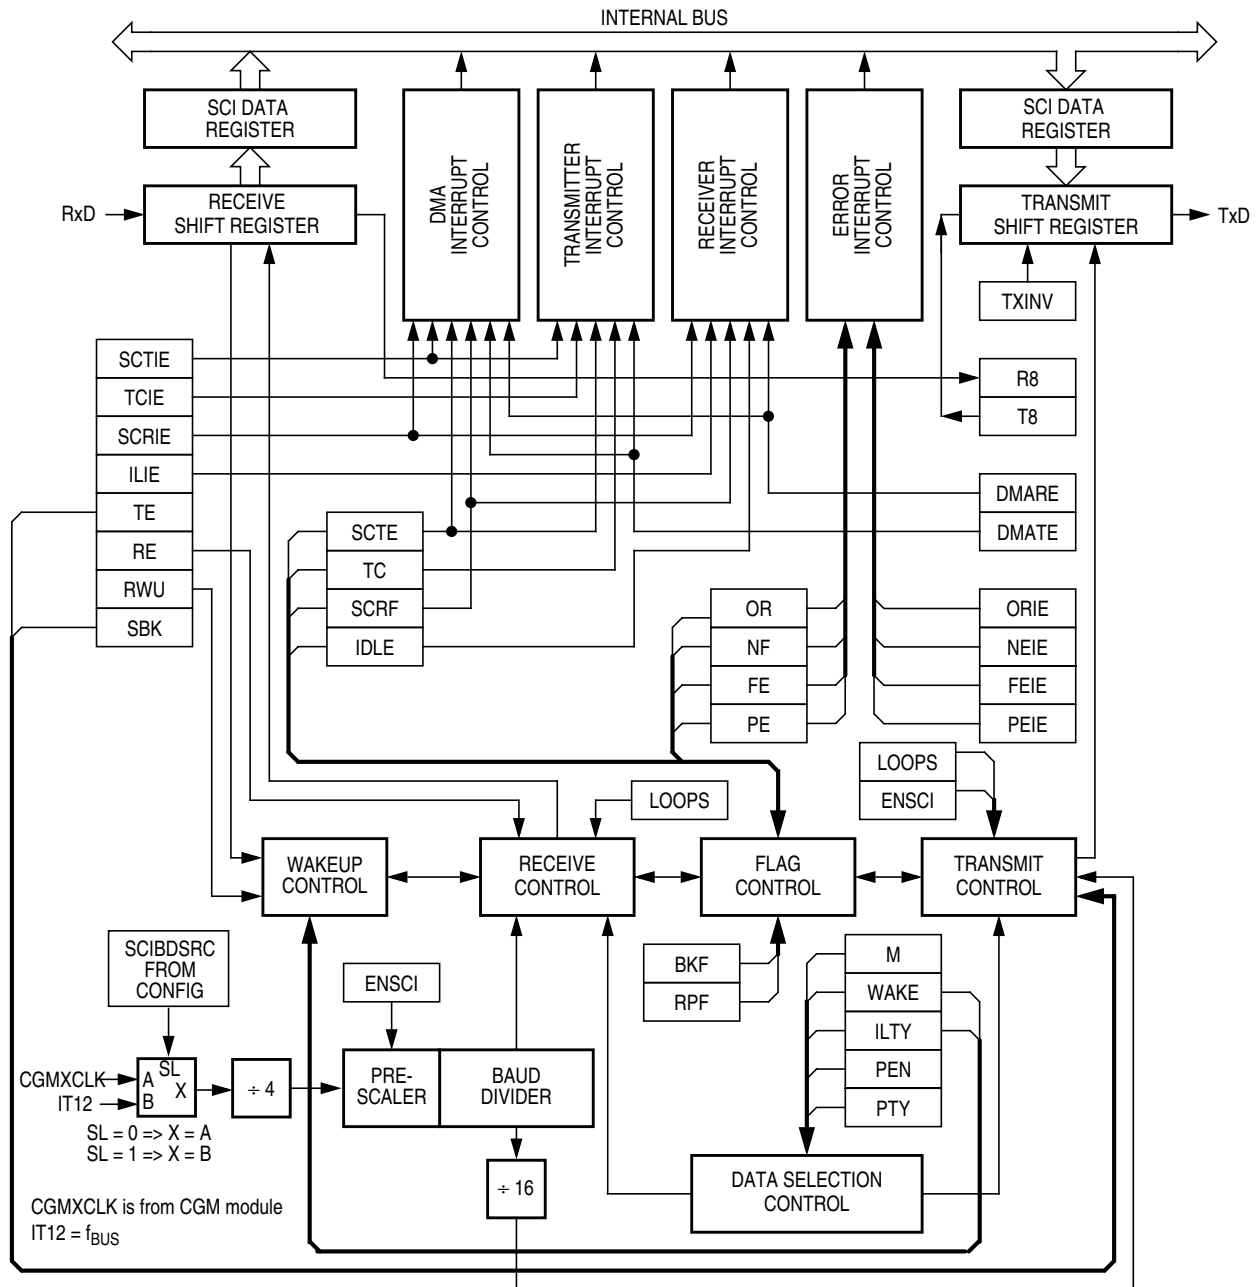 INTERNAL BUS
SCI DATA
REGISTER
DMA
INTERRUPT
CONTROL
TRANSMITTER
INTERRUPT
CONTROL
RECEIVER
INTERRUPT
CONTROL
ERROR
INTERRUPT
CONTROL
SCI DATA
REGISTER
RxD
RECEIVE
SHIFT REGISTER
TRANSMIT
SHIFT REGISTER
TxD
TXINV
SCTIE
TCIE
SCRIE
ILIE
TE
RE
RWU
SBK
R8
T8
DMARE
DMATE
SCTE
TC
SCRF
IDLE
OR
NF
FE
PE
ORIE
NEIE
FEIE
PEIE
LOOPS
ENSCI
LOOPS
WAKEUP
CONTROL
RECEIVE
CONTROL
FLAG
CONTROL
TRANSMIT
CONTROL
SCIBDSRC
FROM
CONFIG
ENSCI
BKF
RPF
M
WAKE
ILTY
PEN
PTY
CGMXCLK
IT12
SL
A
X
B
÷ 4
PRE-
SCALER
BAUD
DIVIDER
SL = 0 => X = A
SL = 1 => X = B
÷ 16
DATA SELECTION
CONTROL
CGMXCLK is from CGM module
IT12 = fBUS